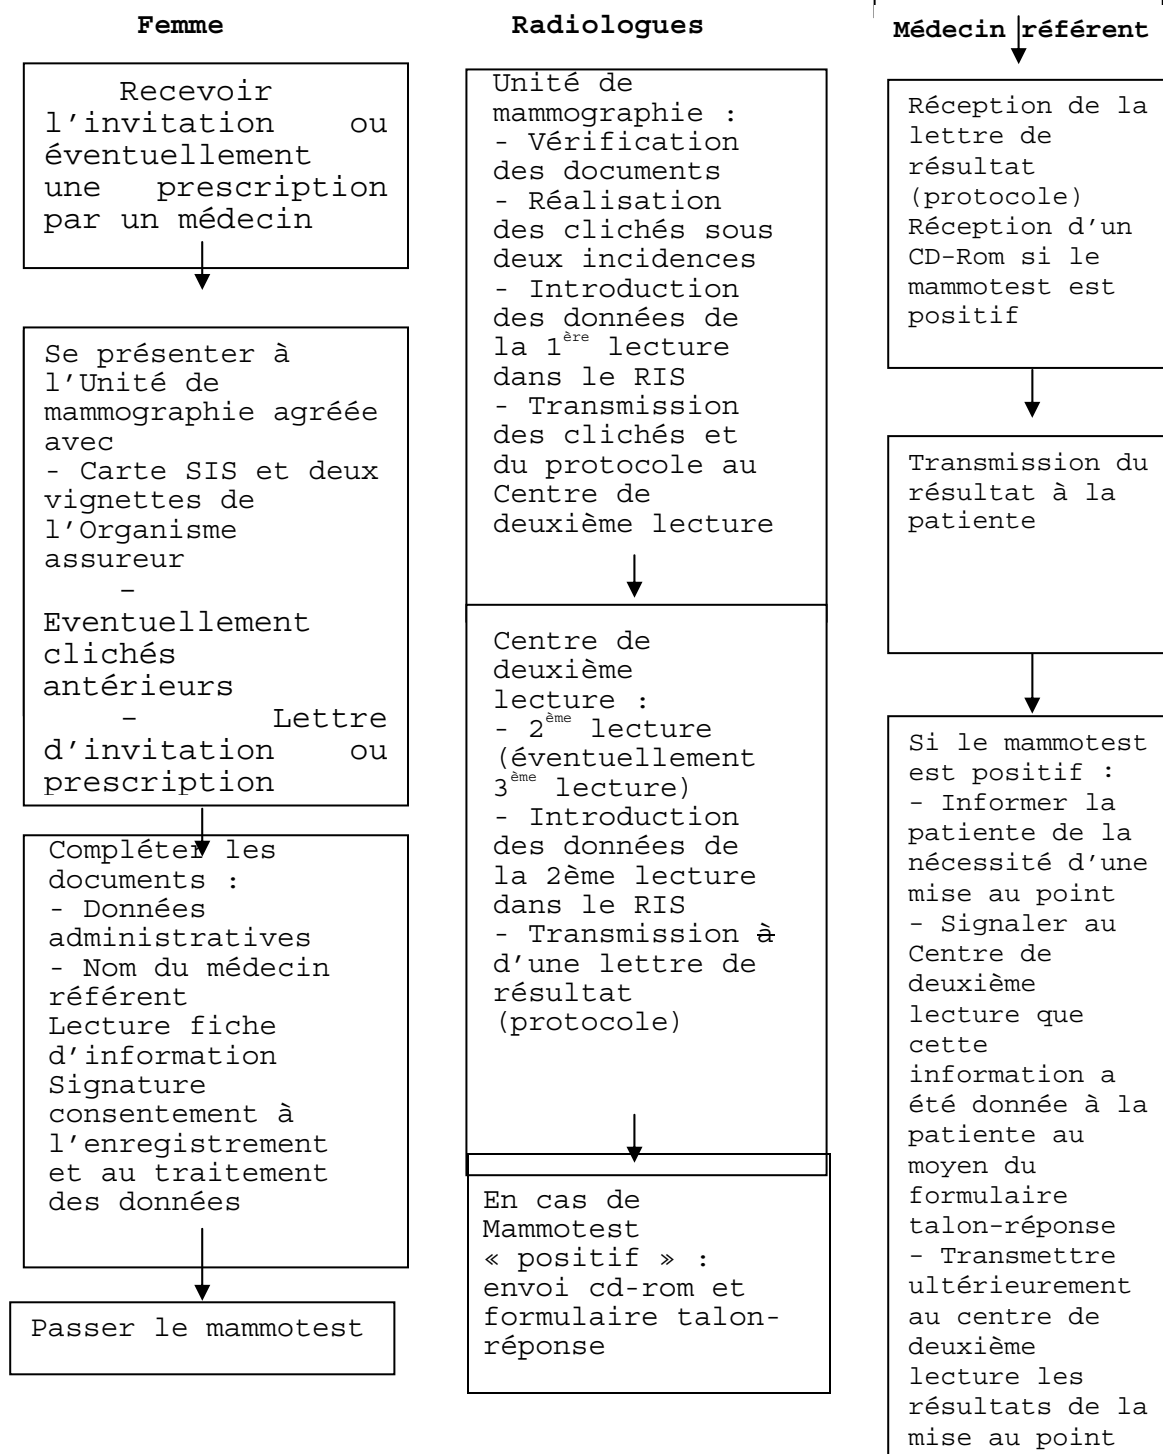 Femme
Recevoir
l'invitation ou
éventuellement
une prescription
par un médecin
Se présenter à
l'Unité de
mammographie agréée
avec
- Carte SIS et deux
vignettes de
l'Organisme
assureur
-
Eventuellement
clichés
antérieurs
- Lettre
d'invitation ou
prescription
Compléter les
documents :
- Données
administratives
- Nom du médecin
référent
Lecture fiche
d'information
Signature
consentement à
l'enregistrement
et au traitement
des données
Passer le mammotest
Radiologues
Unité de
mammographie :
- Vérification
des documents
- Réalisation
des clichés sous
deux incidences
- Introduction
des données de
la 1ère lecture
dans le RIS
- Transmission
des clichés et
du protocole au
Centre de
deuxième lecture
Centre de
deuxième
lecture :
- 2ème lecture
(éventuellement
3ème lecture)
- Introduction
des données de
la 2ème lecture
dans le RIS
- Transmission à
d'une lettre de
résultat
(protocole)
En cas de
Mammotest
« positif » :
envoi cd-rom et
formulaire talon-
réponse
Médecin référent
Réception de la
lettre de
résultat
(protocole)
Réception d'un
CD-Rom si le
mammotest est
positif
Transmission du
résultat à la
patiente
Si le mammotest
est positif :
- Informer la
patiente de la
nécessité d'une
mise au point
- Signaler au
Centre de
deuxième
lecture que
cette
information a
été donnée à la
patiente au
moyen du
formulaire
talon-réponse
- Transmettre
ultérieurement
au centre de
deuxième
lecture les
résultats de la
mise au point